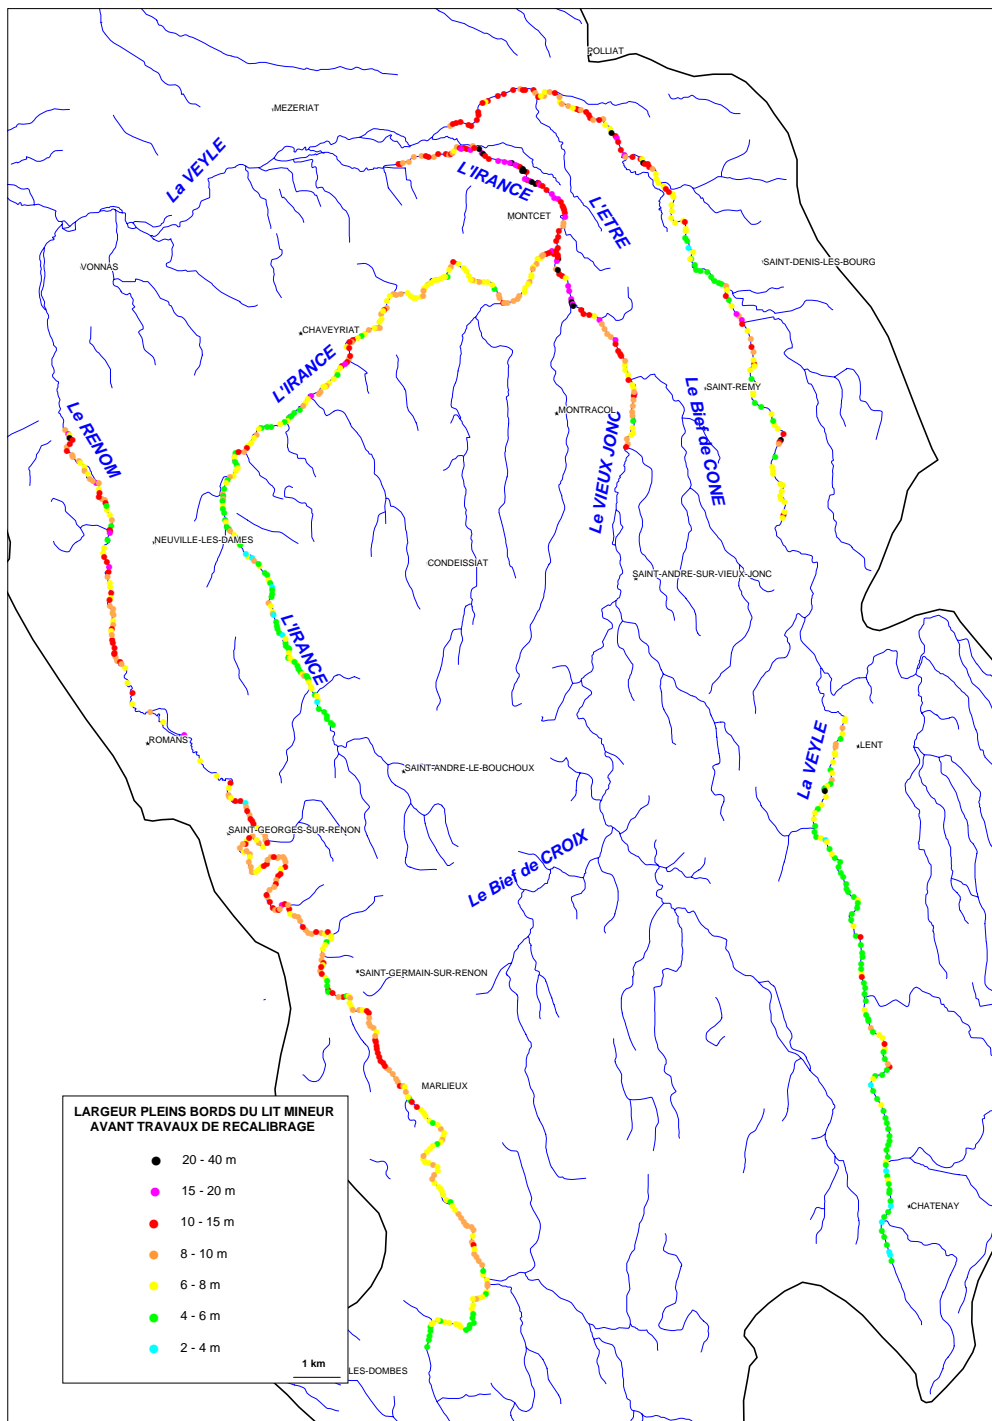 POLLIAT
MEZERIAT
La VEYLE
L'IRANCE
L'ETRE
MONTCET
VONNAS
SAINT-DENIS-LES-BOURG
CHAVEYRIAT
L'IRANCE
Le RENOM
MONTRACOL
Le VIEUX JONC
Le Bief de CONE
SAINT-REMY
NEUVILLE-LES-DAMES
CONDEISSIAT
SAINT-ANDRE-SUR-VIEUX-JONC
L'IRANCE
ROMANS
SAINT-ANDRE-LE-BOUCHOUX
La VEYLE
LENT
SAINT-GEORGES-SUR-RENON
Le Bief de CROIX
SAINT-GERMAIN-SUR-RENON
MARLIEUX
CHATENAY
LARGEUR PLEINS BORDS DU LIT MINEUR
AVANT TRAVAUX DE RECALIBRAGE
20 - 40 m
15 - 20 m
10 - 15 m
8 - 10 m
6 - 8 m
4 - 6 m
2 - 4 m
1 km
LES-DOMBES